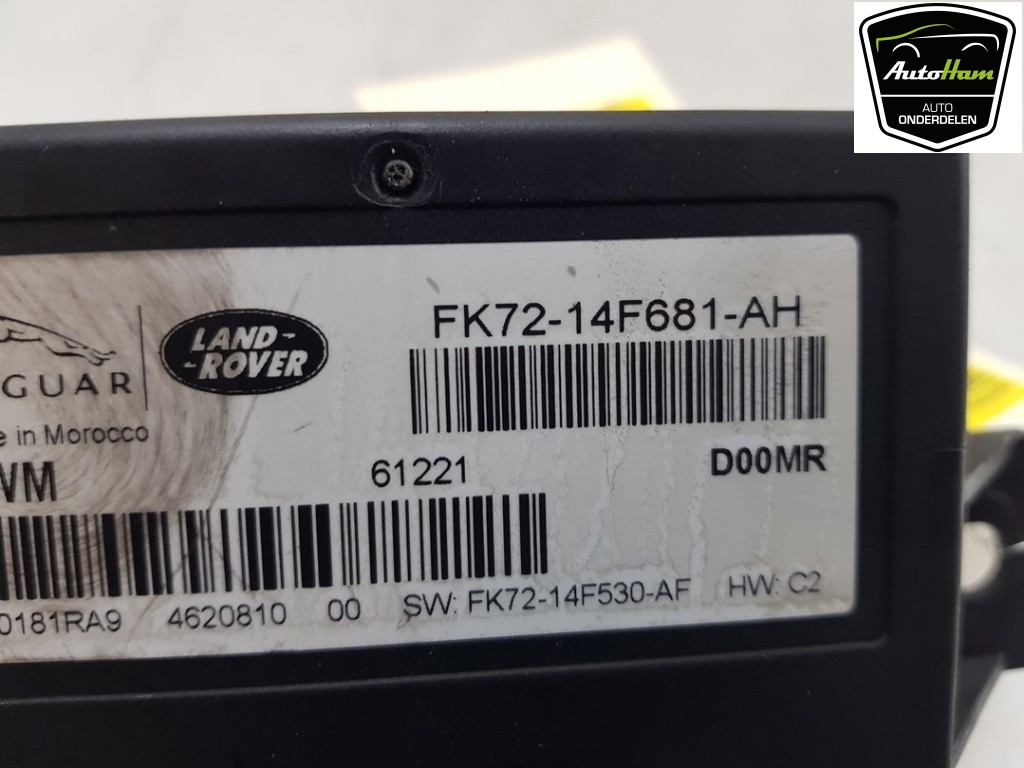 AutoHam
AUTO
ONDERDELEN
FK72-14F681-AH
LAND-
-ROVER
GUAR
in Morocco
61221
D00MR
0181RA9 4620810 00 SW: FK72-14F530-AF HW: C2